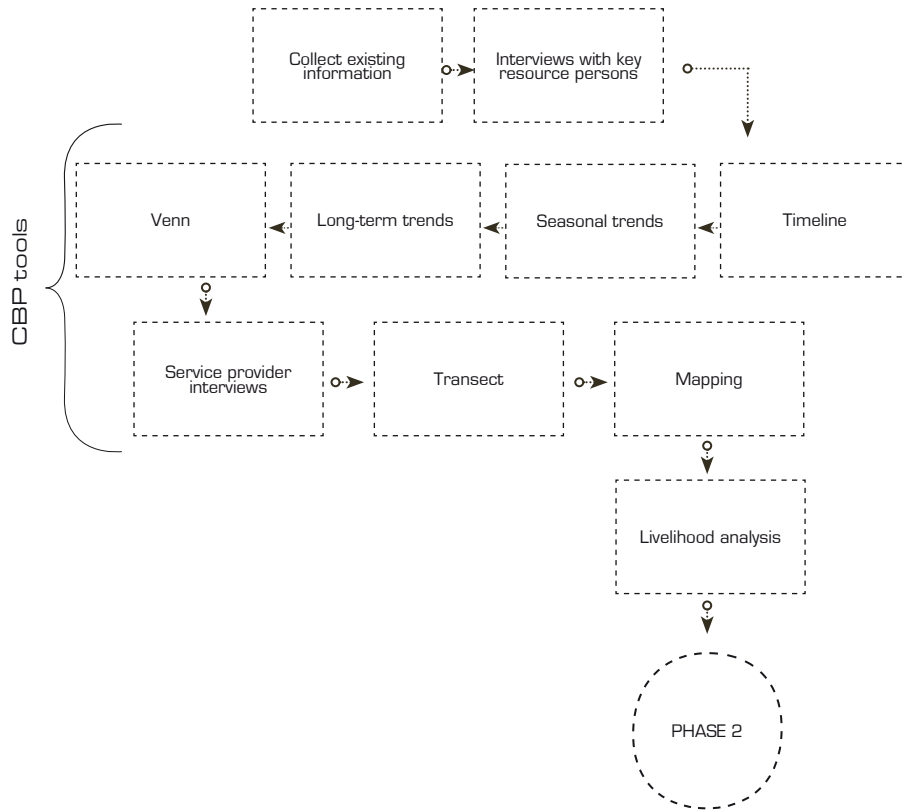 Collect existing
information
Interviews with key
resource persons
CBP tools
Venn
Long-term trends
Seasonal trends
Timeline
Service provider
interviews
Transect
Mapping
Livelihood analysis
PHASE 2